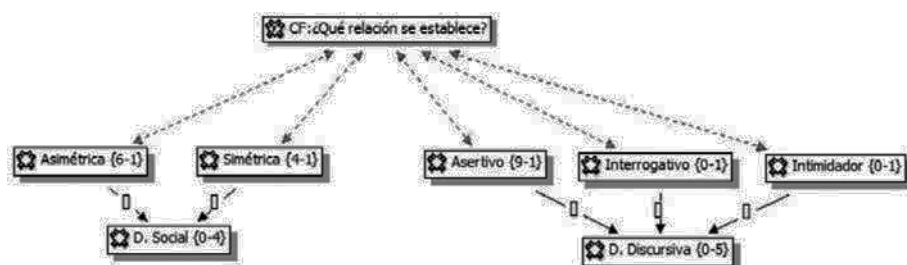 CF:¿Qué relación se establece?
Asimétrica {6-1}
Simétrica {4-1}
Asertivo {9-1}
Interrogativo {0-1}
Intimidador {0-1}
[] [] [] [] []
D. Social {0-4}
D. Discursiva {0-5}